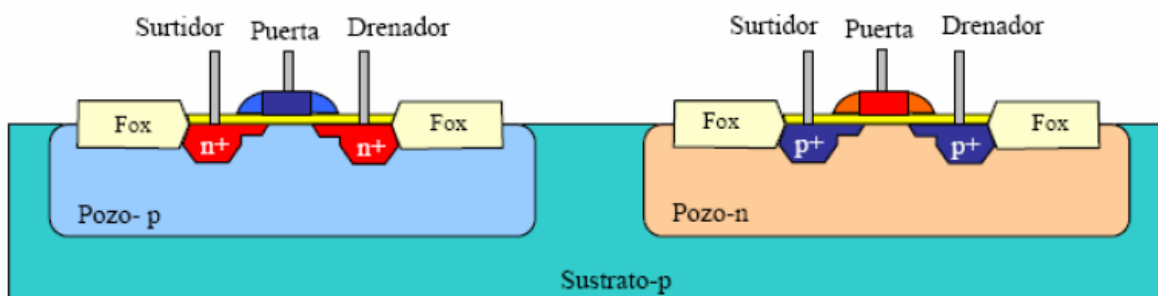 Surtidor Puerta Drenador
Surtidor Puerta Drenador
Fox n+ n+ Fox
Fox p+ p+ Fox
Pozo- p
Pozo-n
Sustrato-p